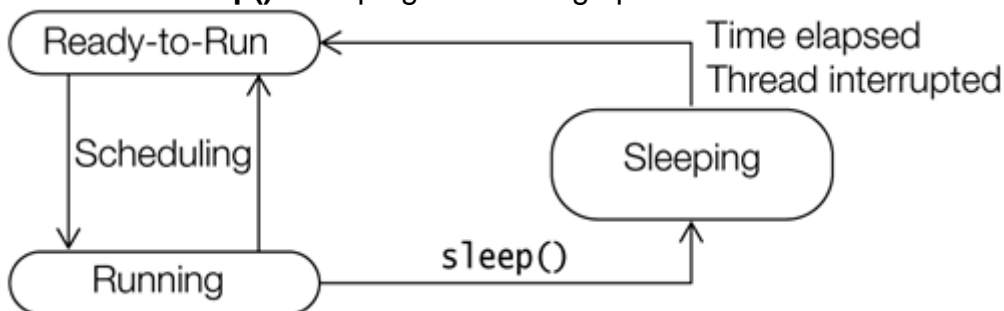 Ready-to-Run
Time elapsed
Thread interrupted
Scheduling
Sleeping
sleep()
Running